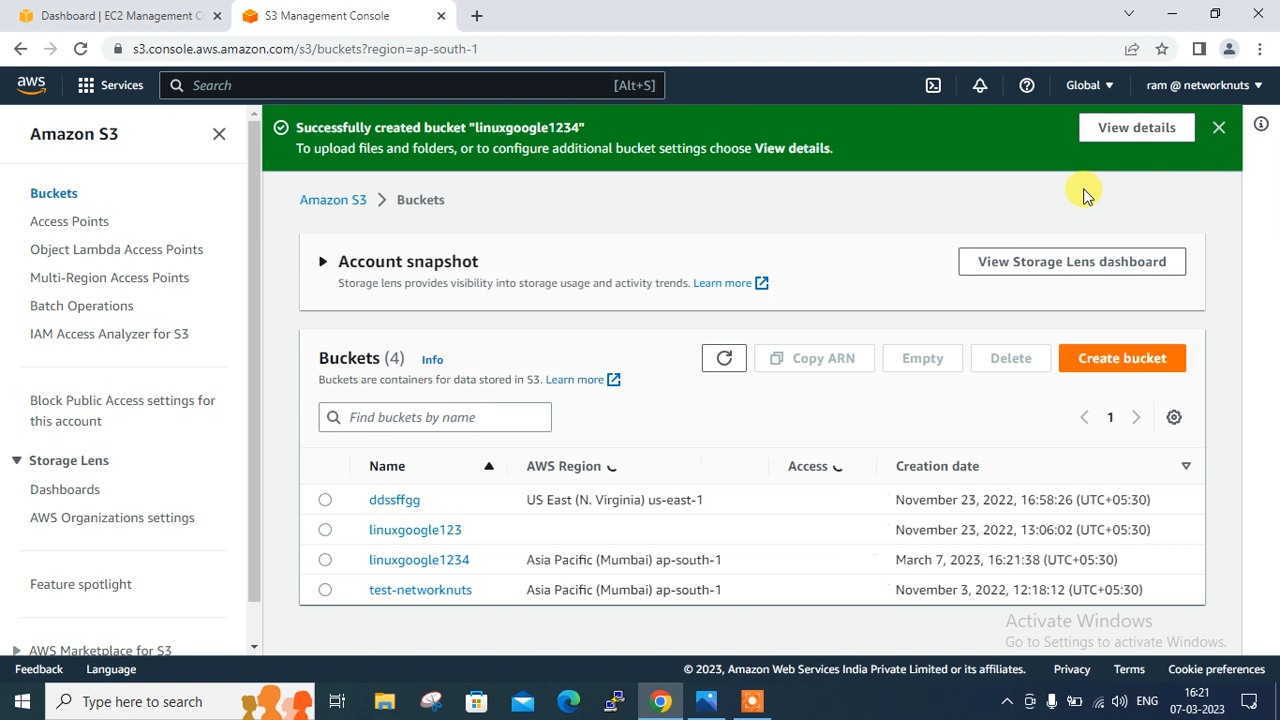 Dashboard | EC2 Management C
S3 Management Console
s3.console.aws.amazon.com/s3/buckets?region=ap-south-1
aws
Services
Search
[Alt+S]
Global
ram @ networknuts
Amazon S3
Successfully created bucket "linuxgoogle1234"
To upload files and folders, or to configure additional bucket settings choose View details.
View details
Buckets
Access Points
Object Lambda Access Points
Multi-Region Access Points
Batch Operations
IAM Access Analyzer for S3
Block Public Access settings for
this account
Storage Lens
Dashboards
AWS Organizations settings
Feature spotlight
AWS Marketplace for S3
Amazon S3 > Buckets
Account snapshot
Storage lens provides visibility into storage usage and activity trends. Learn more
View Storage Lens dashboard
Buckets (4) Info
Buckets are containers for data stored in S3. Learn more
Copy ARN
Empty
Delete
Create bucket
Find buckets by name
1
Name AWS Region Access Creation date
ddssffgg US East (N. Virginia) us-east-1 November 23, 2022, 16:58:26 (UTC+05:30)
linuxgoogle123 November 23, 2022, 13:06:02 (UTC+05:30)
linuxgoogle1234 Asia Pacific (Mumbai) ap-south-1 March 7, 2023, 16:21:38 (UTC+05:30)
test-networknuts Asia Pacific (Mumbai) ap-south-1 November 3, 2022, 12:18:12 (UTC+05:30)
Activate Windows
Go to Settings to activate Windows.
Feedback
Language
© 2023, Amazon Web Services India Private Limited or its affiliates.
Privacy
Terms
Cookie preferences
Type here to search
ENG
16:21
07-03-2023